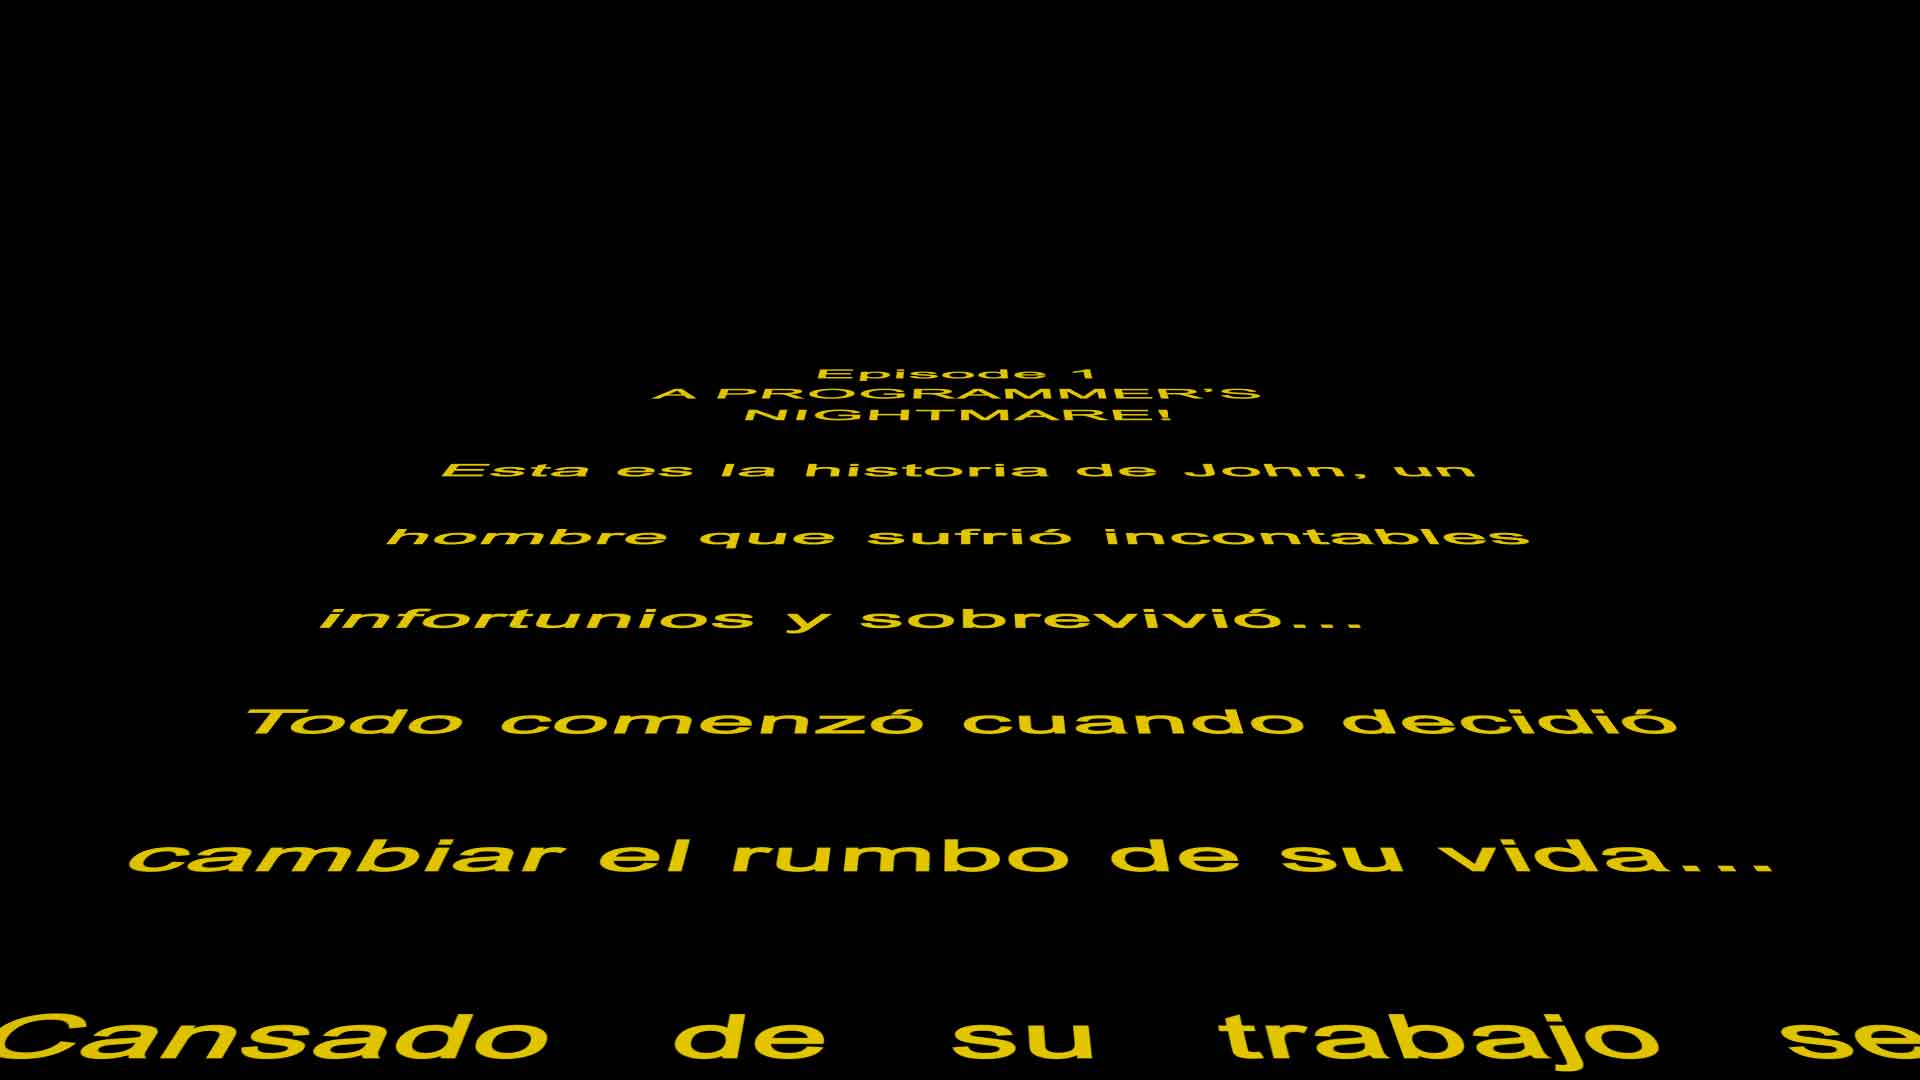 Episode 1
A PROGRAMMER'S
NIGHTMARE!
Esta es la historia de John, un
hombre que sufrió incontables
infortunios y sobrevivió...
Todo comenzó cuando decidió
cambiar el rumbo de su vida...
Cansado de su trabajo se